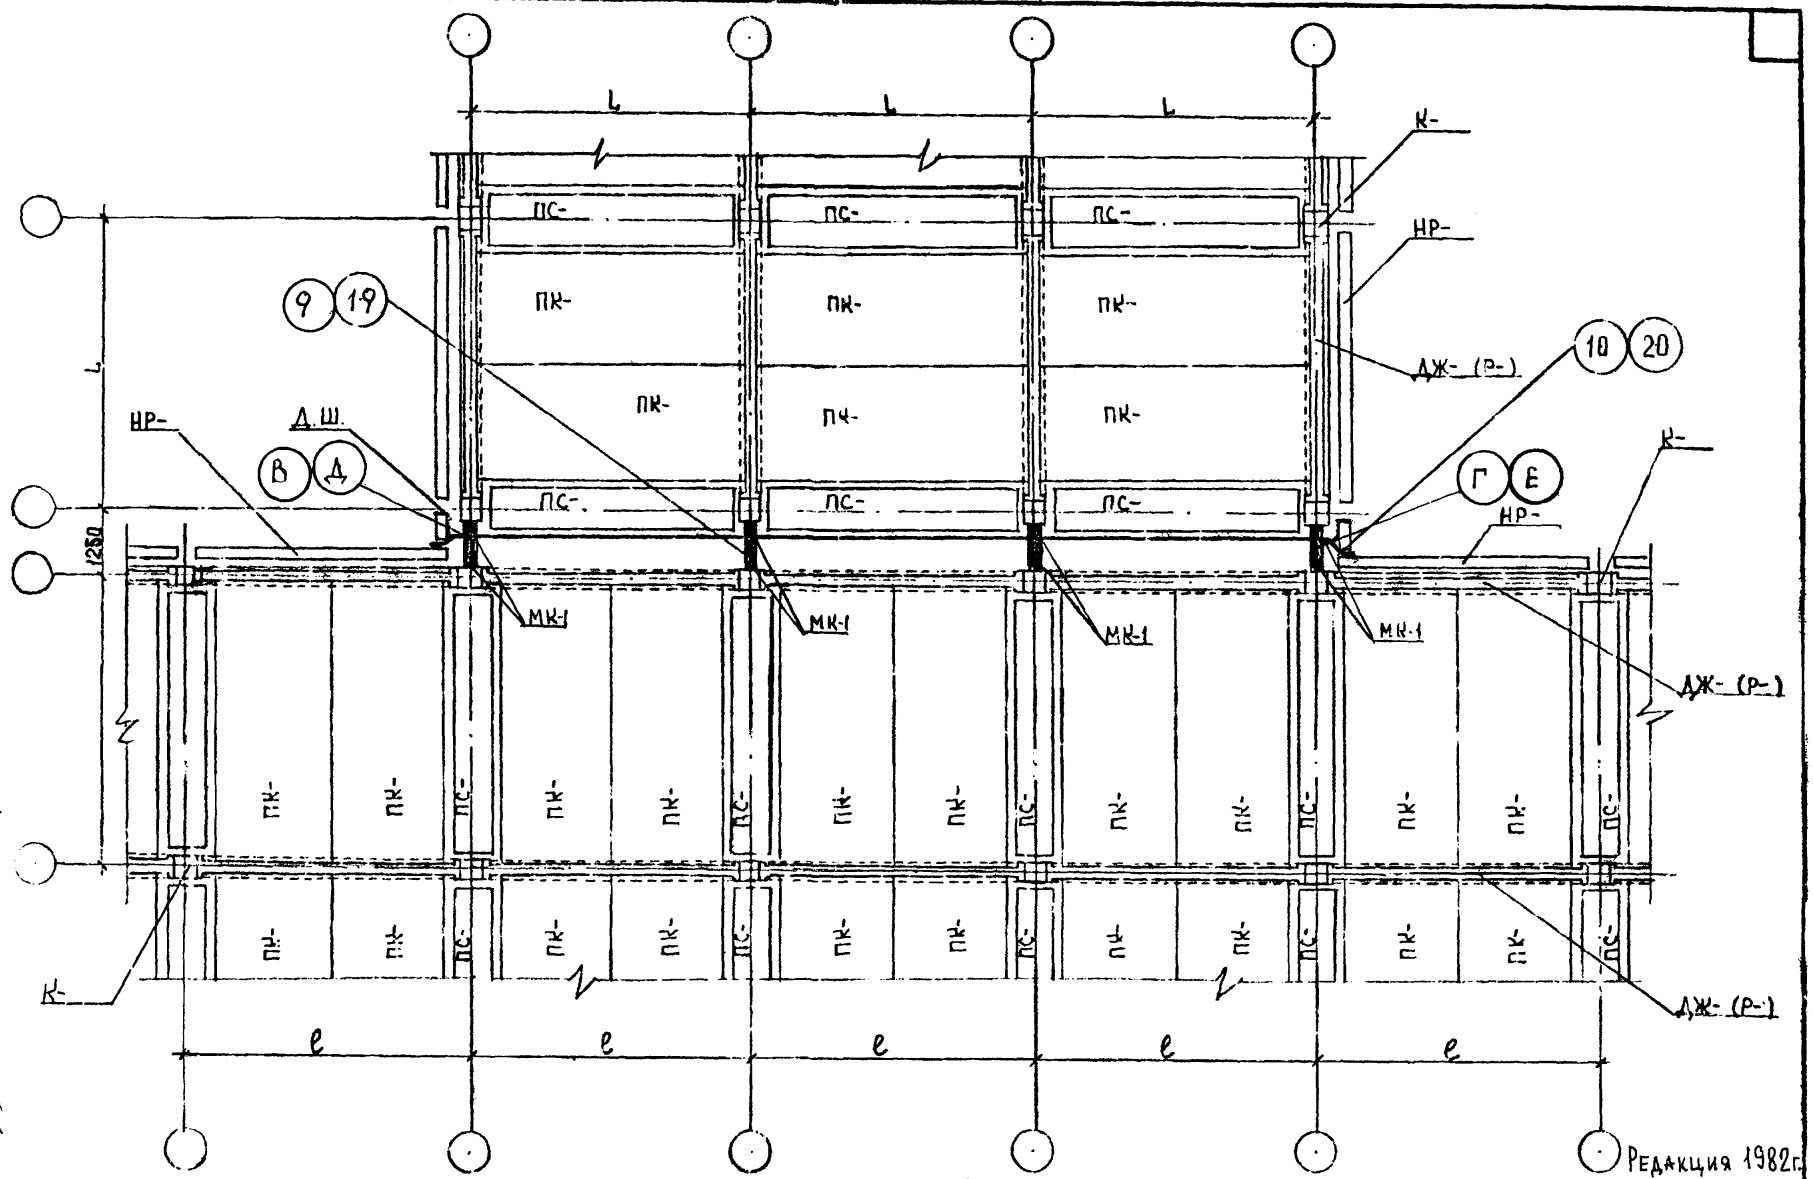 L L L
К-
ПС- ПС- ПС-
НР-
9 19
ПК- ПК- ПК-
10 20
L
ДЖ- (Р-)
ПК- ПК- ПК-
НР- Д.Ш. К-
В Д Г Е
ПС- ПС- ПС-
НР-
1250
МК-1 МК-1 МК-1 МК-1
ДЖ- (Р-)
ПК- ПК- ПС- ПК- ПК- ПС- ПК- ПК- ПС- ПК- ПК- ПС- ПК- ПК- ПС-
ПК- ПК- ПС- ПК- ПК- ПС- ПК- ПК- ПС- ПК- ПК- ПС- ПК- ПК- ПС-
К-
ДЖ- (Р-)
ℓ ℓ ℓ ℓ ℓ
Редакция 1982г.